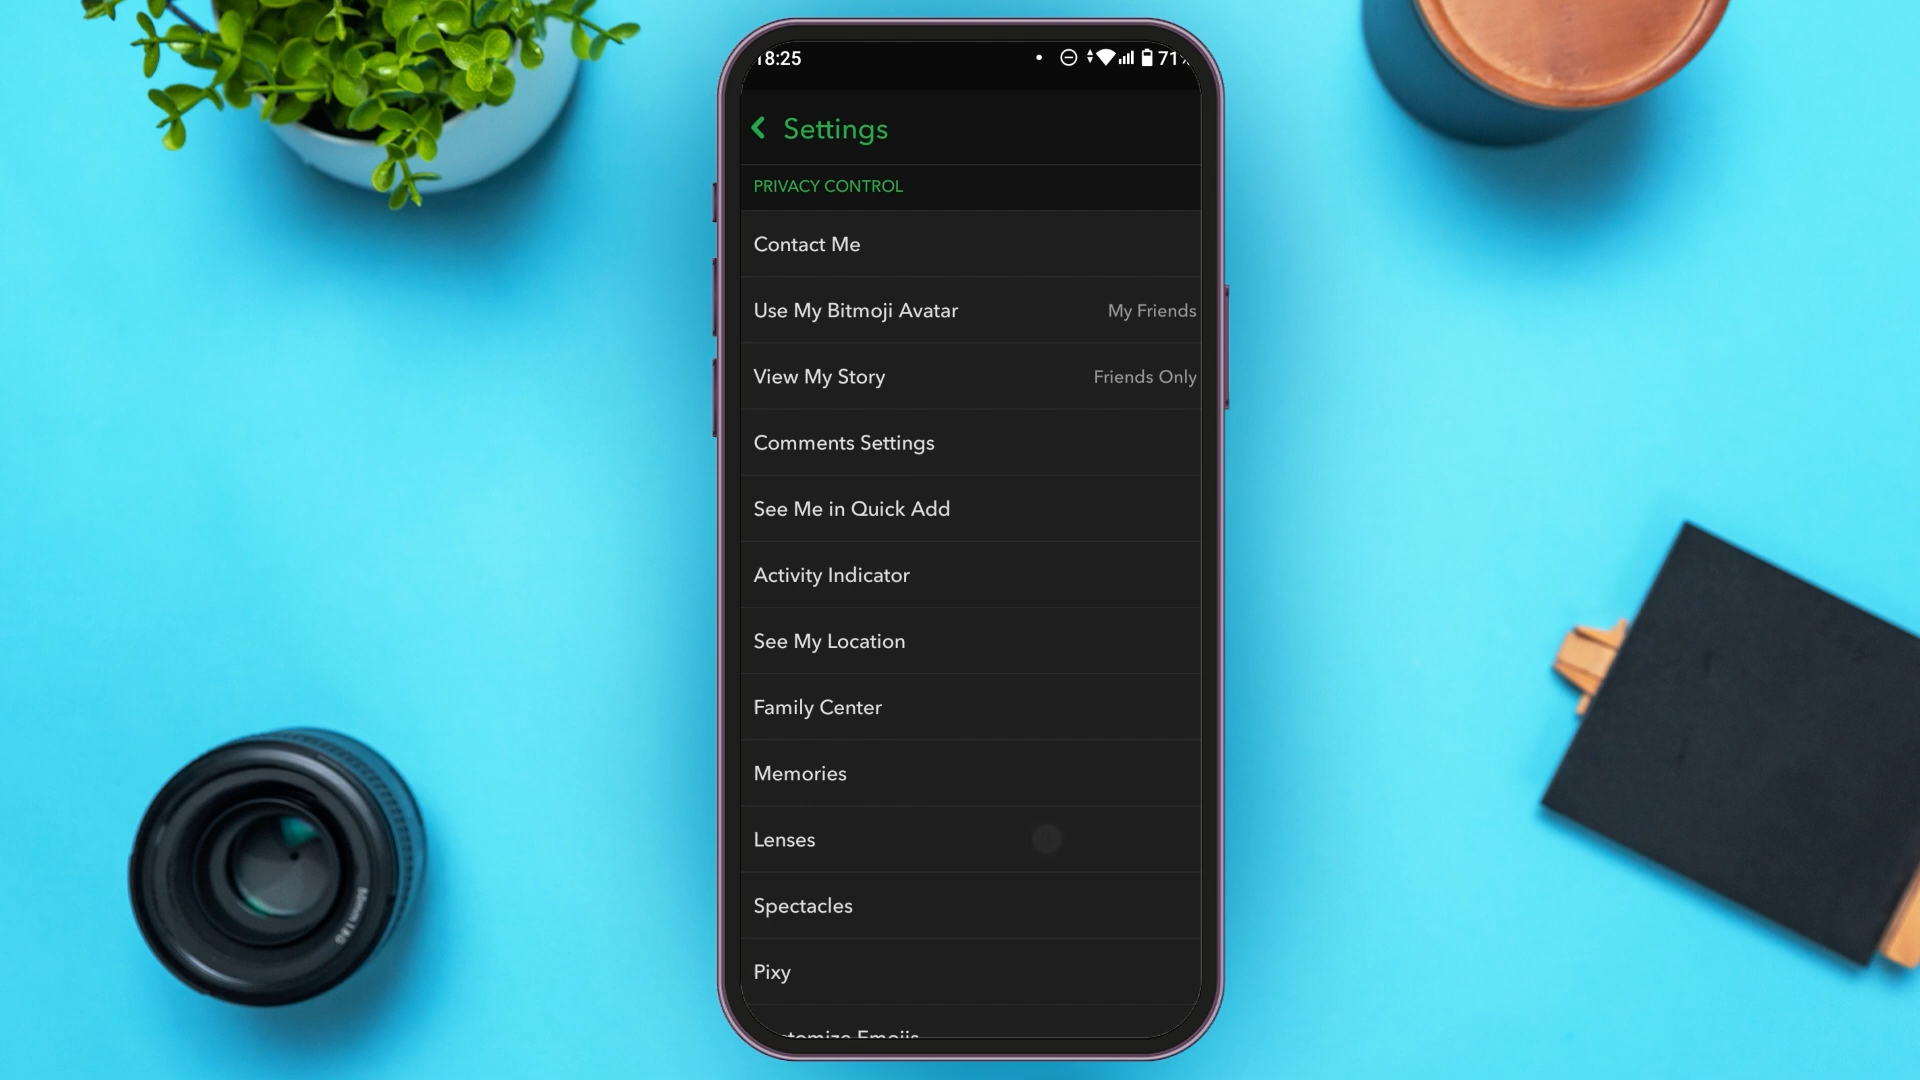 18:25
71%
Settings
PRIVACY CONTROL
Contact Me
Use My Bitmoji Avatar My Friends
View My Story Friends Only
Comments Settings
See Me in Quick Add
Activity Indicator
See My Location
Family Center
Memories
Lenses
Spectacles
Pixy